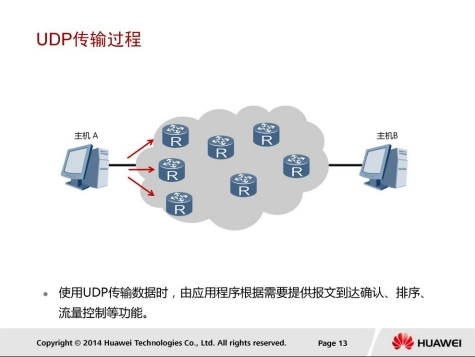 UDP传输过程
主机 A
主机B
R
R
R
R
R
R
R
使用UDP传输数据时，由应用程序根据需要提供报文到达确认、排序、
流量控制等功能。
Copyright © 2014 Huawei Technologies Co., Ltd. All rights reserved.
Page 13
HUAWEI